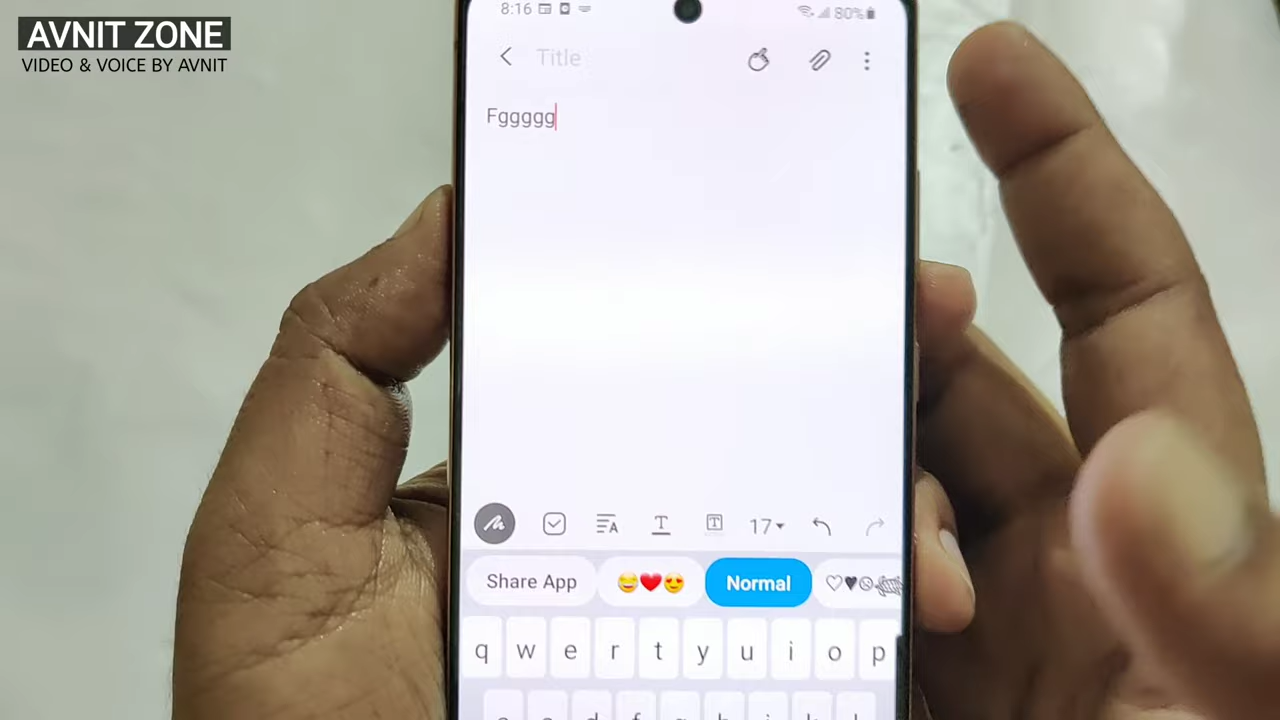 AVNIT ZONE
VIDEO & VOICE BY AVNIT
8:16
80%
Title
Fggggg
17
Share App
Normal
q w e r t y u i o p